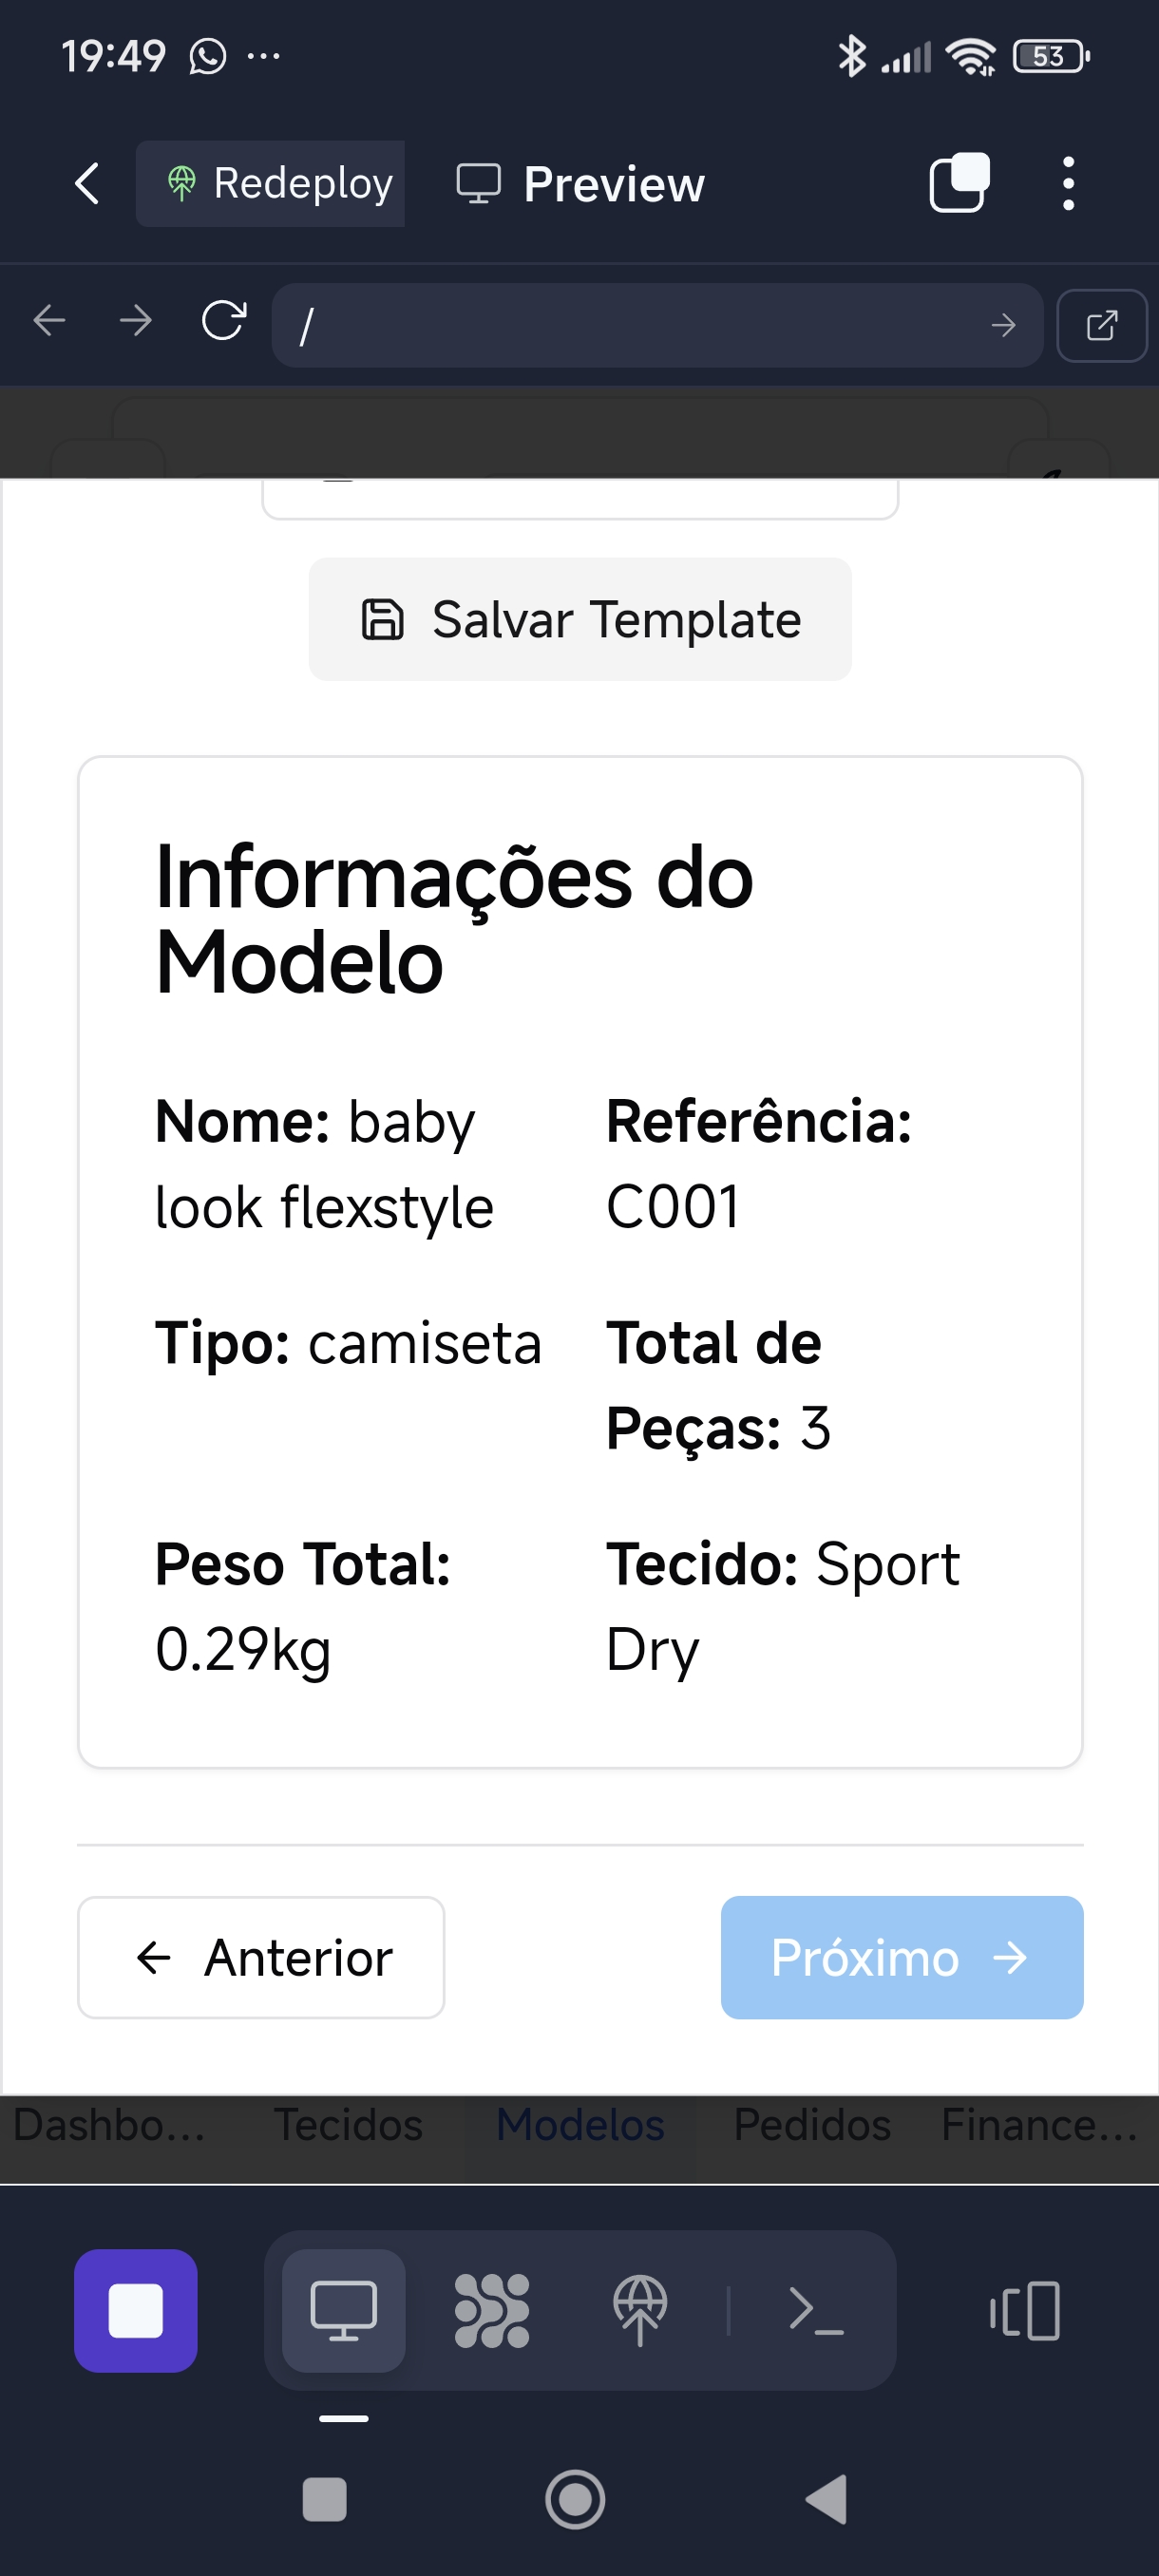 19:49
53
Redeploy
Preview
/
Salvar Template
Informações do
Modelo
Nome: baby
look flexstyle
Referência:
C001
Tipo: camiseta
Total de
Peças: 3
Peso Total:
0.29kg
Tecido: Sport
Dry
Anterior
Próximo
Dashbo...
Tecidos
Modelos
Pedidos
Finance...